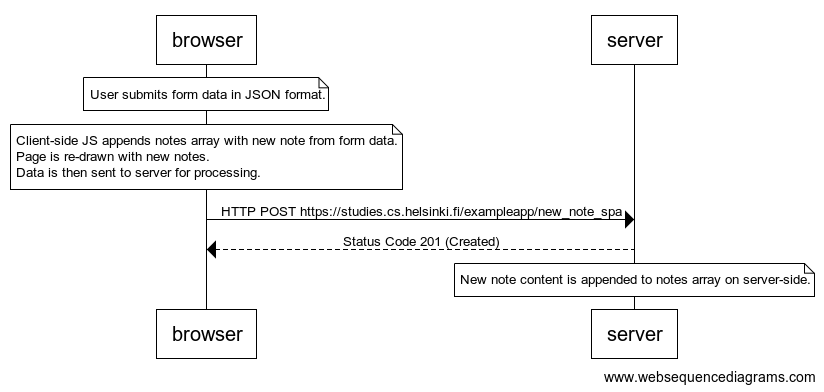 browser
server
User submits form data in JSON format.
Client-side JS appends notes array with new note from form data.
Page is re-drawn with new notes.
Data is then sent to server for processing.
HTTP POST https://studies.cs.helsinki.fi/exampleapp/new_note_spa
Status Code 201 (Created)
New note content is appended to notes array on server-side.
browser
server
www.websequencediagrams.com